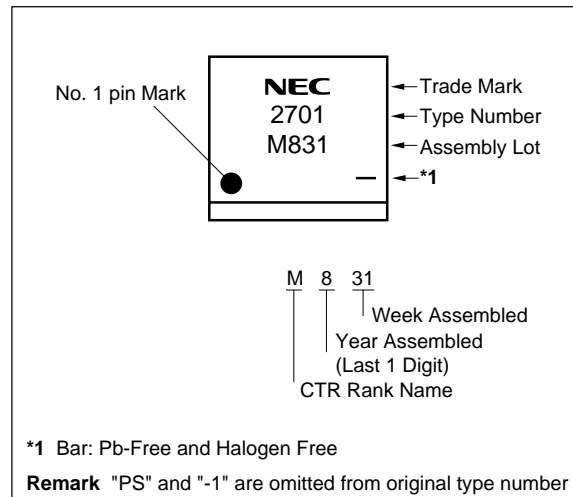 No. 1 pin Mark
NEC
2701
M831
Trade Mark
Type Number
Assembly Lot
*1
M 8 31
Week Assembled
Year Assembled
(Last 1 Digit)
CTR Rank Name
*1 Bar: Pb-Free and Halogen Free
Remark "PS" and "-1" are omitted from original type number